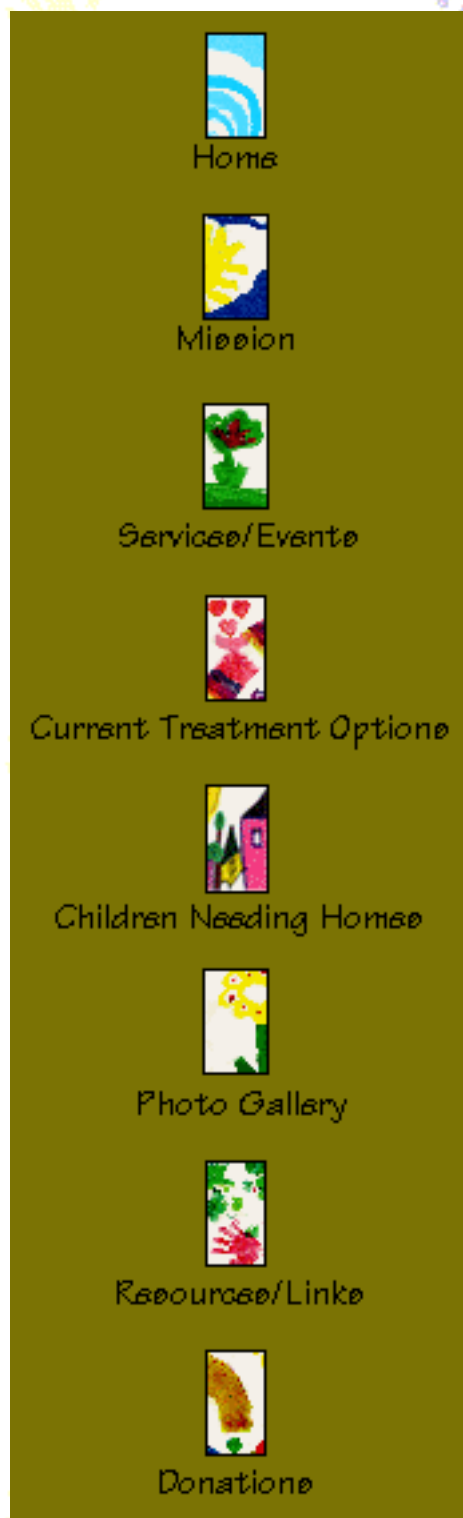 Home
Mission
Services/Events
Current Treatment Options
Children Needing Homes
Photo Gallery
Resources/Links
Donations